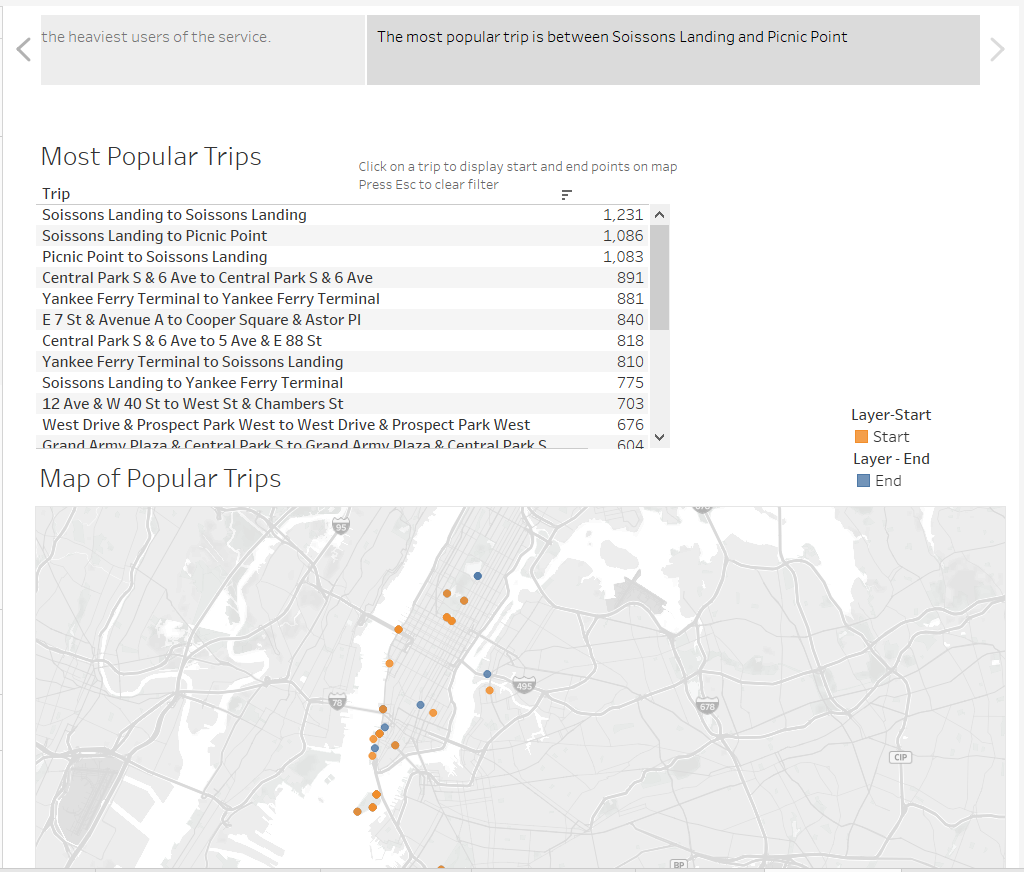 the heaviest users of the service.
The most popular trip is between Soissons Landing and Picnic Point
Most Popular Trips
Click on a trip to display start and end points on map
Press Esc to clear filter
Trip
Soissons Landing to Soissons Landing 1,231
Soissons Landing to Picnic Point 1,086
Picnic Point to Soissons Landing 1,083
Central Park S & 6 Ave to Central Park S & 6 Ave 891
Yankee Ferry Terminal to Yankee Ferry Terminal 881
E 7 St & Avenue A to Cooper Square & Astor Pl 840
Central Park S & 6 Ave to 5 Ave & E 88 St 818
Yankee Ferry Terminal to Soissons Landing 810
Soissons Landing to Yankee Ferry Terminal 775
12 Ave & W 40 St to West St & Chambers St 703
West Drive & Prospect Park West to West Drive & Prospect Park West 676
Grand Army Plaza & Central Park S to Grand Army Plaza & Central Park S 604
Layer-Start
Start
Layer - End
End
Map of Popular Trips
95
495
78
678
CIP
BP